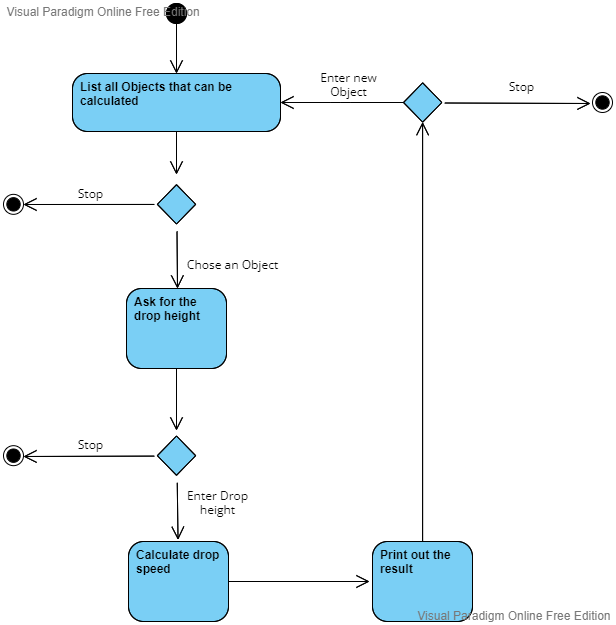 Visual Paradigm Online Free Edition
List all Objects that can be
calculated
Enter new
Object
Stop
Stop
Chose an Object
Ask for the
drop height
Stop
Enter Drop
height
Calculate drop
speed
Print out the
result
Visual Paradigm Online Free Edition